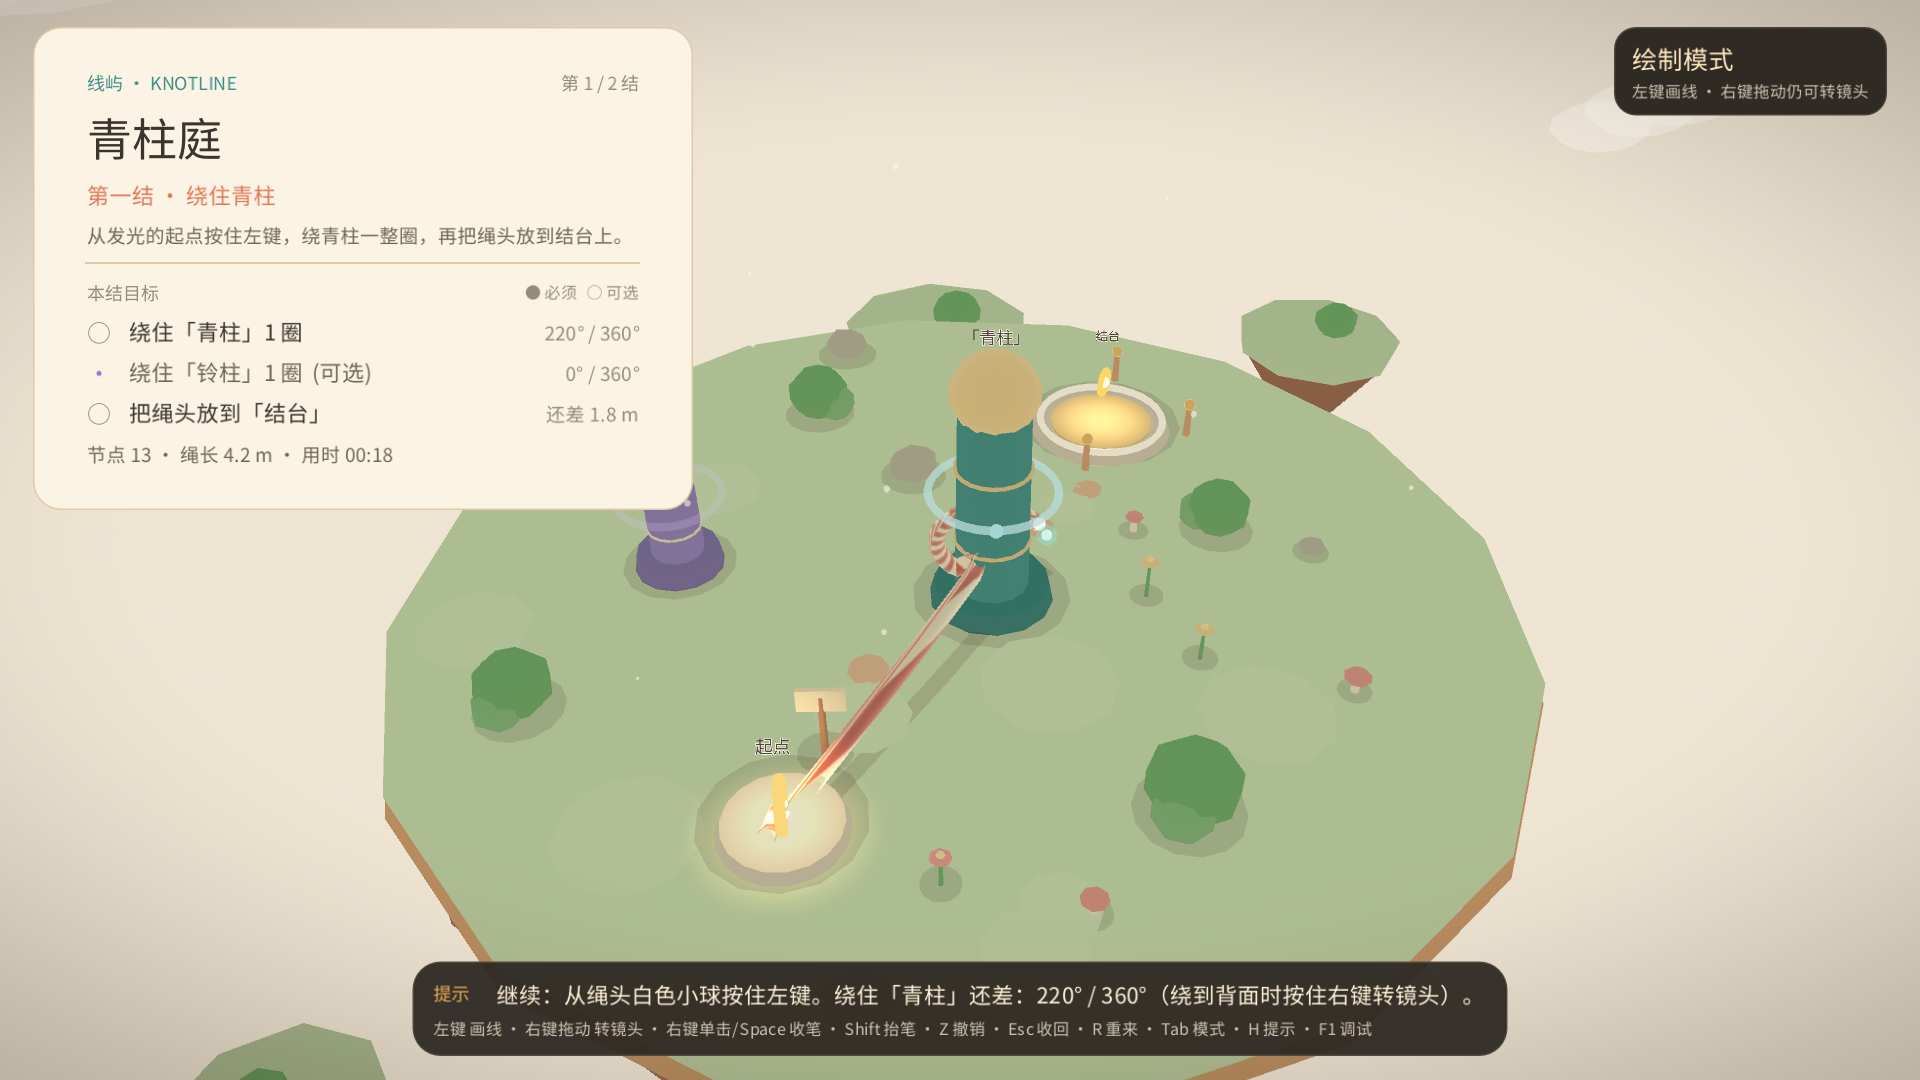 线屿 · KNOTLINE
第 1 / 2 结
青柱庭
第一结 · 绕住青柱
从发光的起点按住左键，绕青柱一整圈，再把绳头放到结台上。
本结目标
必须 可选
绕住「青柱」1 圈 220° / 360°
绕住「铃柱」1 圈 (可选) 0° / 360°
把绳头放到「结台」 还差 1.8 m
节点 13 · 绳长 4.2 m · 用时 00:18
绘制模式
左键画线 · 右键拖动仍可转镜头
「青柱」
结台
起点
提示 继续：从绳头白色小球按住左键。绕住「青柱」还差：220° / 360°（绕到背面时按住右键转镜头）。
左键 画线 · 右键拖动 转镜头 · 右键单击/Space 收笔 · Shift 抬笔 · Z 撤销 · Esc 收回 · R 重来 · Tab 模式 · H 提示 · F1 调试